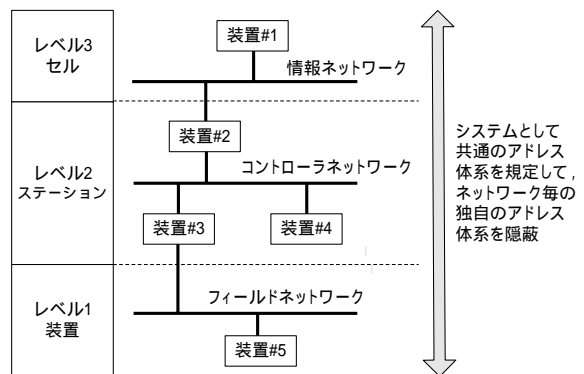 レベル3
セル
装置#1
情報ネットワーク
装置#2
レベル2
ステーション
コントローラネットワーク
装置#3
装置#4
レベル1
装置
フィールドネットワーク
装置#5
システムとして
共通のアドレス
体系を規定して,
ネットワーク毎の
独自のアドレス
体系を隠蔽